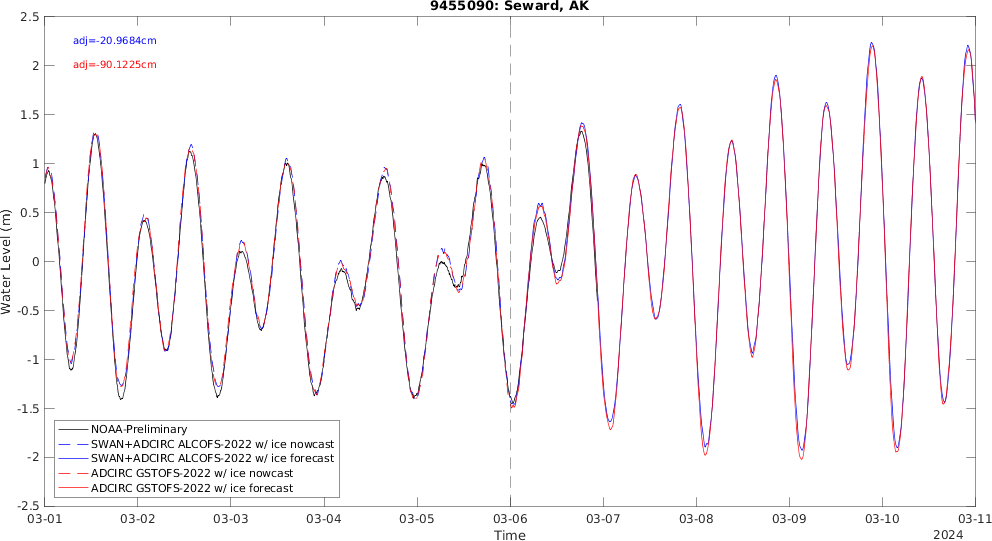 9455090: Seward, AK
2.5
2
1.5
1
0.5
0
-0.5
-1
-1.5
-2
-2.5
Water Level (m)
adj=-20.9684cm
adj=-90.1225cm
NOAA-Preliminary
SWAN+ADCIRC ALCOFS-2022 w/ ice nowcast
SWAN+ADCIRC ALCOFS-2022 w/ ice forecast
ADCIRC GSTOFS-2022 w/ ice nowcast
ADCIRC GSTOFS-2022 w/ ice forecast
03-01 03-02 03-03 03-04 03-05 03-06 03-07 03-08 03-09 03-10 03-11
Time
2024